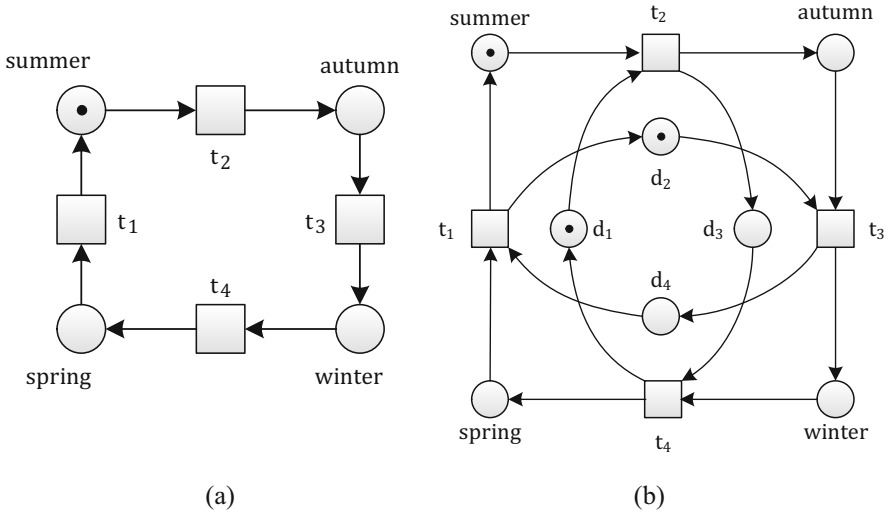 summer
autumn
t2
t1
t3
t4
spring
winter
(a)
t2
summer
autumn
d2
t1
d1
d3
t3
d4
spring
winter
t4
(b)